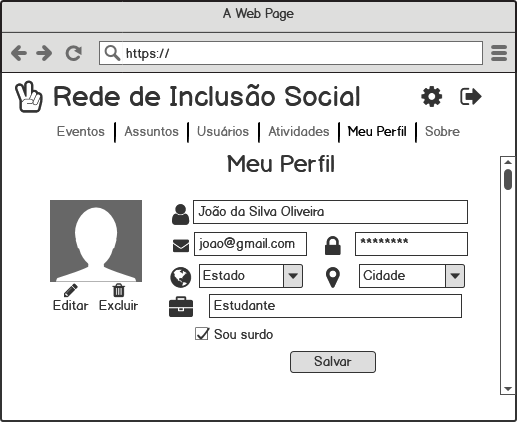 A Web Page
https://
Rede de Inclusão Social
Eventos Assuntos Usuários Atividades Meu Perfil Sobre
Meu Perfil
João da Silva Oliveira
joao@gmail.com ********
Estado Cidade
Editar Excluir
Estudante
Sou surdo
Salvar